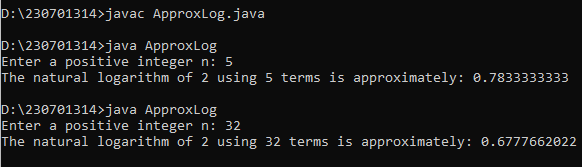 D:\230701314>javac ApproxLog.java
D:\230701314>java ApproxLog
Enter a positive integer n: 5
The natural logarithm of 2 using 5 terms is approximately: 0.7833333333
D:\230701314>java ApproxLog
Enter a positive integer n: 32
The natural logarithm of 2 using 32 terms is approximately: 0.6777662022